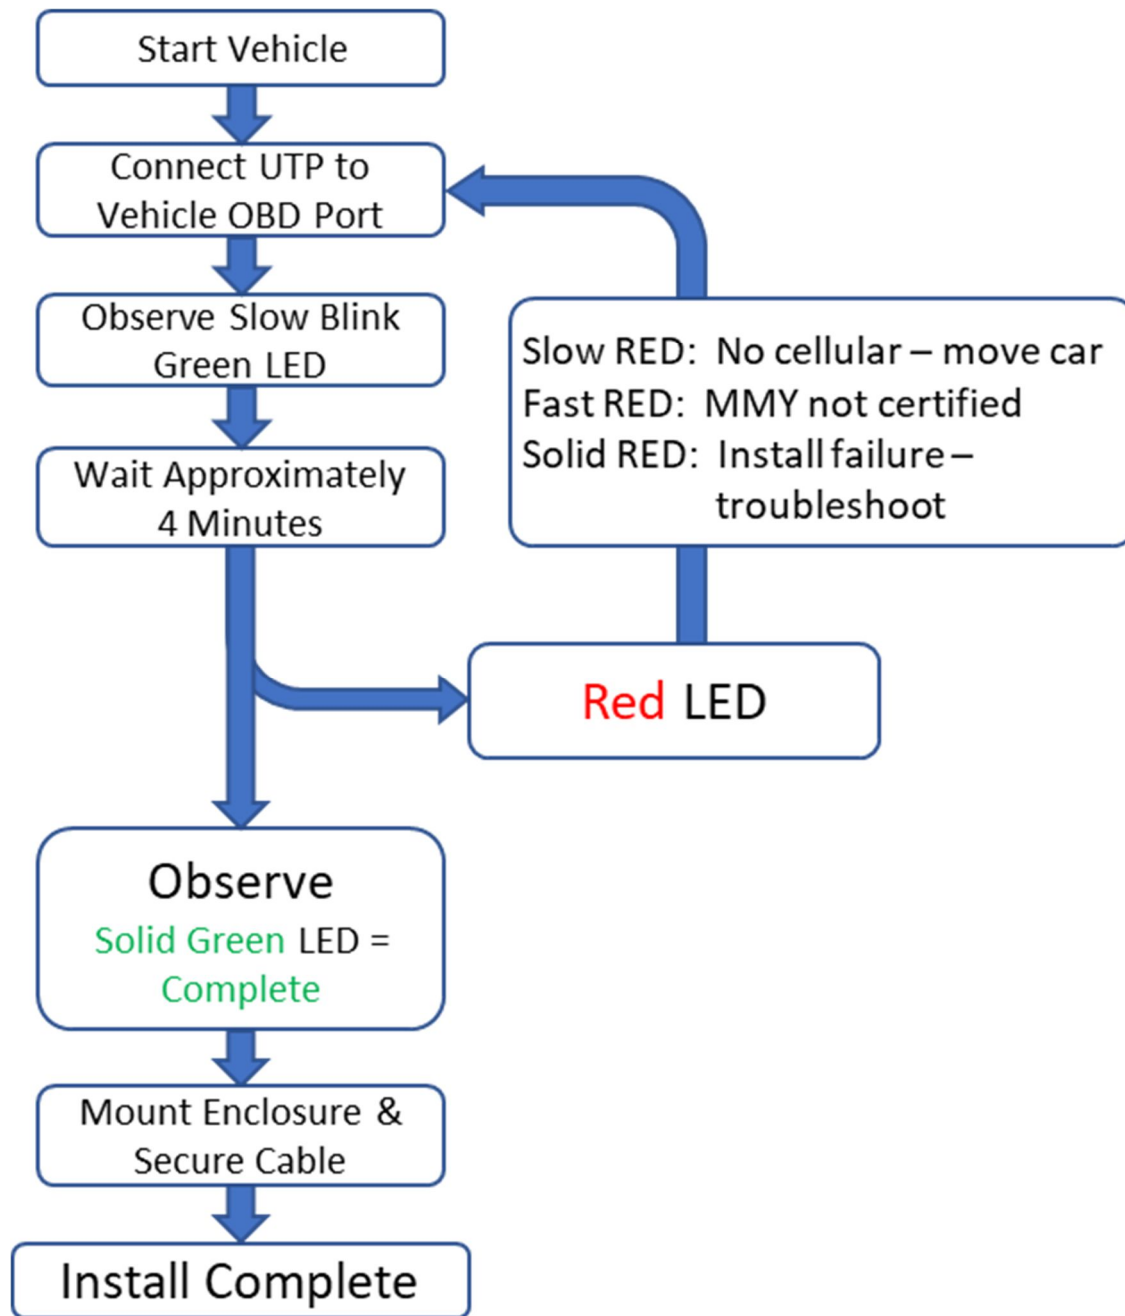 Start Vehicle
Connect UTP to
Vehicle OBD Port
Observe Slow Blink
Green LED
Wait Approximately
4 Minutes
Slow RED:  No cellular – move car
Fast RED:  MMY not certified
Solid RED:  Install failure –
troubleshoot
Red LED
Observe
Solid Green LED =
Complete
Mount Enclosure &
Secure Cable
Install Complete